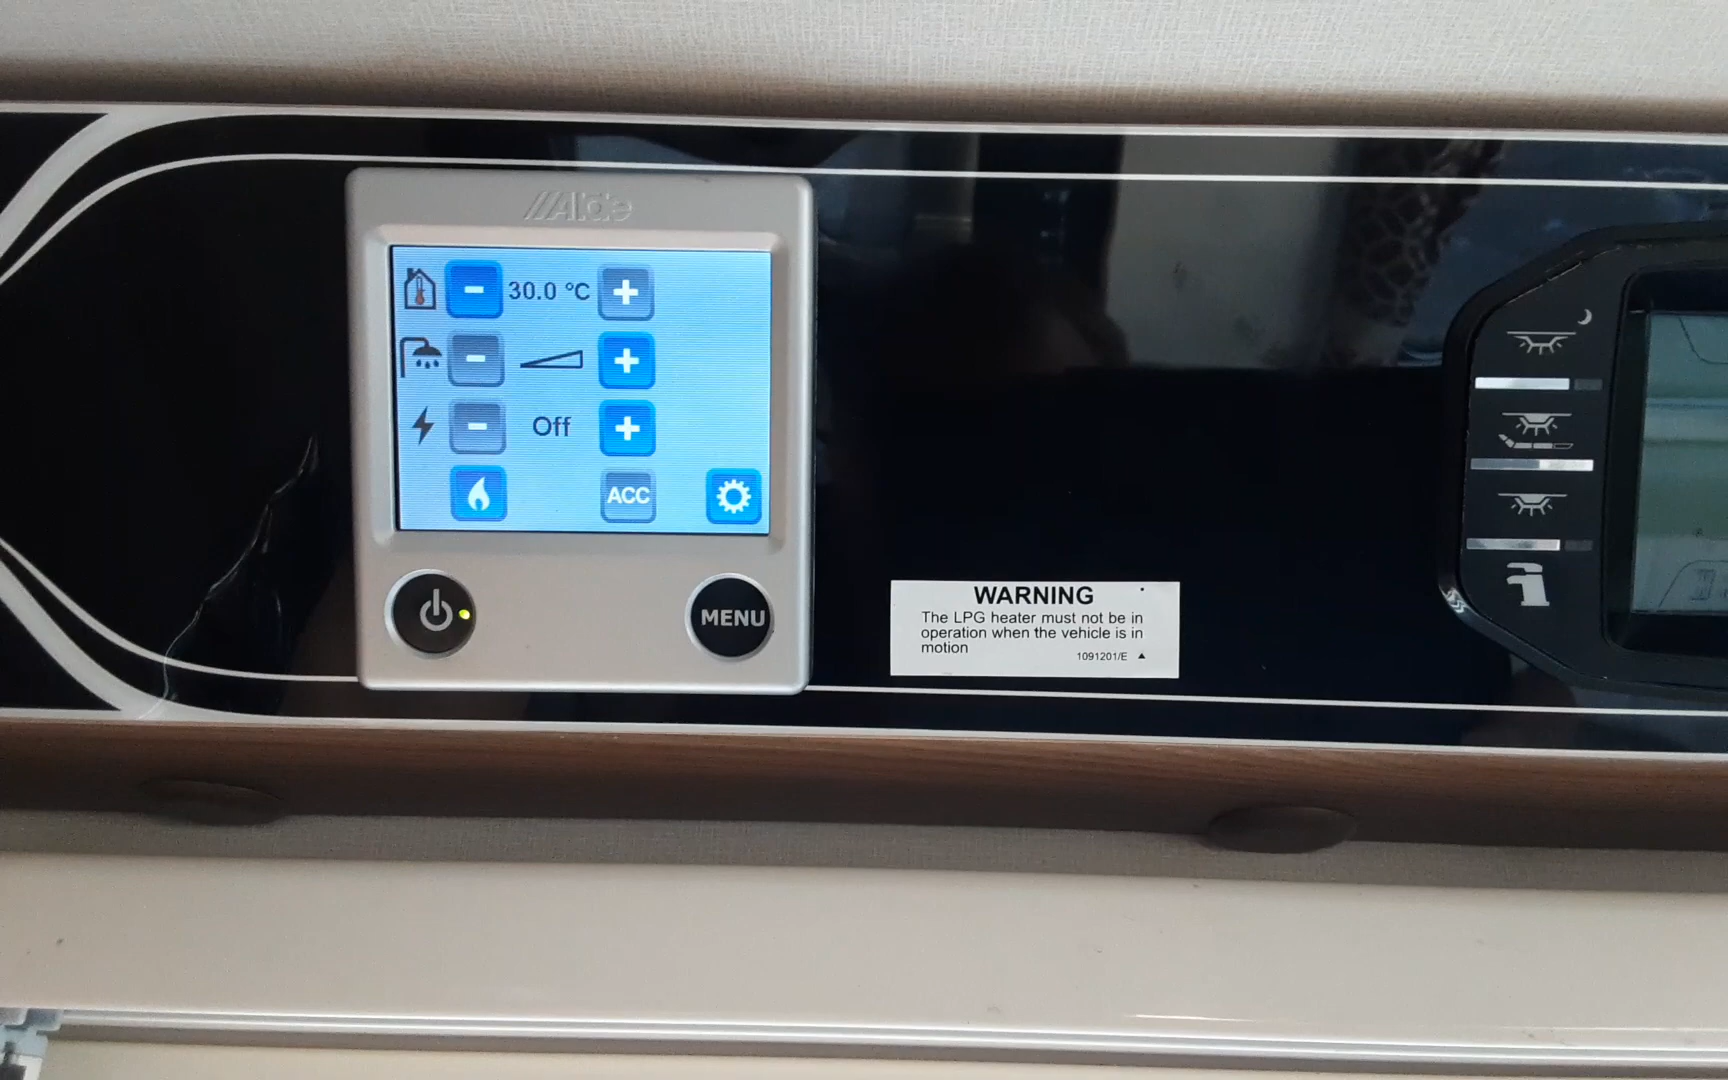 Alde
30.0 °C
Off
ACC
MENU
WARNING
The LPG heater must not be in
operation when the vehicle is in
motion
1091201/E